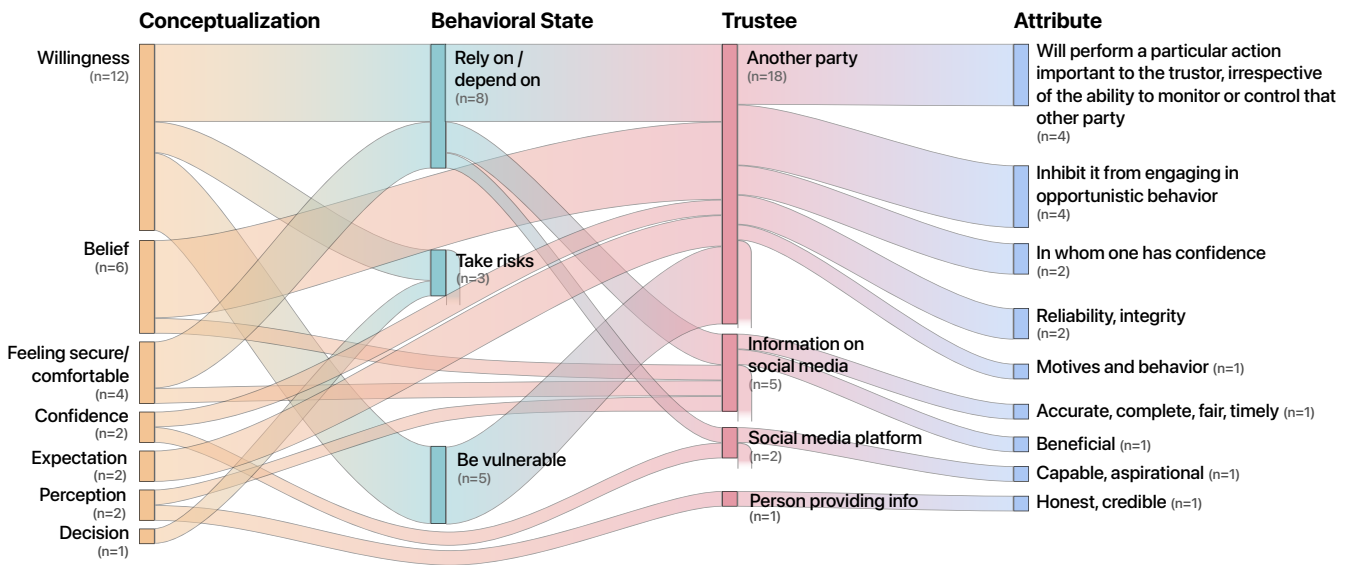 Conceptualization
Behavioral State
Trustee
Attribute
Willingness
(n=12)
Belief
(n=6)
Feeling secure/
comfortable
(n=4)
Confidence
(n=2)
Expectation
(n=2)
Perception
(n=2)
Decision
(n=1)
Rely on /
depend on
(n=8)
Take risks
(n=3)
Be vulnerable
(n=5)
Another party
(n=18)
Information on
social media
(n=5)
Social media platform
(n=2)
Person providing info
(n=1)
Will perform a particular action
important to the trustor, irrespective
of the ability to monitor or control that
other party
(n=4)
Inhibit it from engaging in
opportunistic behavior
(n=4)
In whom one has confidence
(n=2)
Reliability, integrity
(n=2)
Motives and behavior (n=1)
Accurate, complete, fair, timely (n=1)
Beneficial (n=1)
Capable, aspirational (n=1)
Honest, credible (n=1)